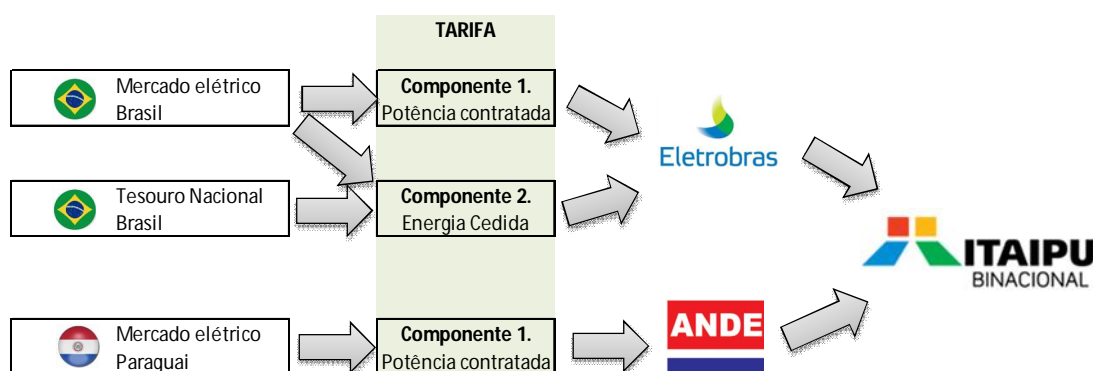 TARIFA
Mercado elétrico
Brasil
Componente 1.
Potência contratada
Eletrobras
Tesouro Nacional
Brasil
Componente 2.
Energia Cedida
ITAIPU
BINACIONAL
Mercado elétrico
Paraguai
Componente 1.
Potência contratada
ANDE